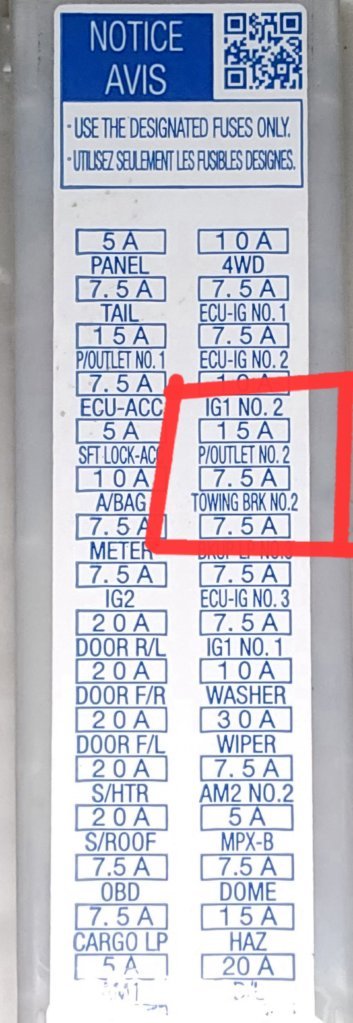 NOTICE
AVIS
· USE THE DESIGNATED FUSES ONLY.
· UTILISEZ SEULEMENT LES FUSIBLES DESIGNES.
5 A 10 A
PANEL 4WD
7.5 A 7.5 A
TAIL ECU-IG NO. 1
15 A 7.5 A
P/OUTLET NO. 1 ECU-IG NO. 2
7.5 A 10 A
ECU-ACC IG1 NO. 2
5 A 15 A
SFT LOCK-AC P/OUTLET NO. 2
10 A 7.5 A
A/BAG TOWING BRK NO.2
7.5 A 7.5 A
METER
7.5 A 7.5 A
IG2 ECU-IG NO. 3
20 A 7.5 A
DOOR R/L IG1 NO. 1
20 A 10 A
DOOR F/R WASHER
20 A 30 A
DOOR F/L WIPER
20 A 7.5 A
S/HTR AM2 NO.2
20 A 5 A
S/ROOF MPX-B
7.5 A 7.5 A
OBD DOME
7.5 A 15 A
CARGO LP HAZ
5 A 20 A